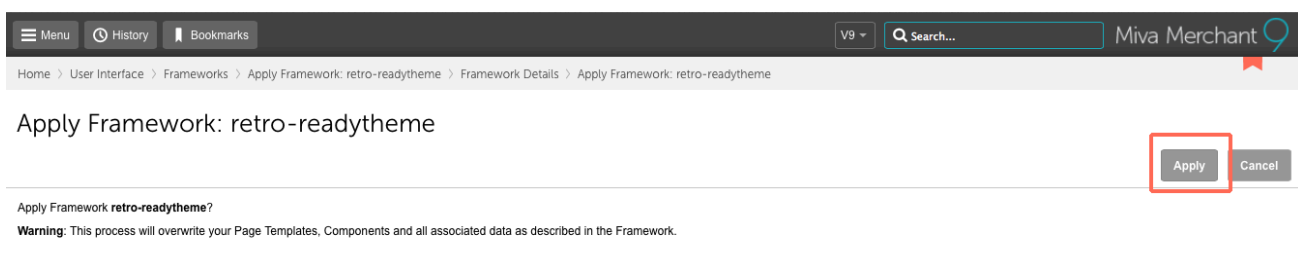 Menu History Bookmarks V9 Search... Miva Merchant 9
Home > User Interface > Frameworks > Apply Framework: retro-readytheme > Framework Details > Apply Framework: retro-readytheme
Apply Framework: retro-readytheme
Apply Cancel
Apply Framework retro-readytheme?
Warning: This process will overwrite your Page Templates, Components and all associated data as described in the Framework.